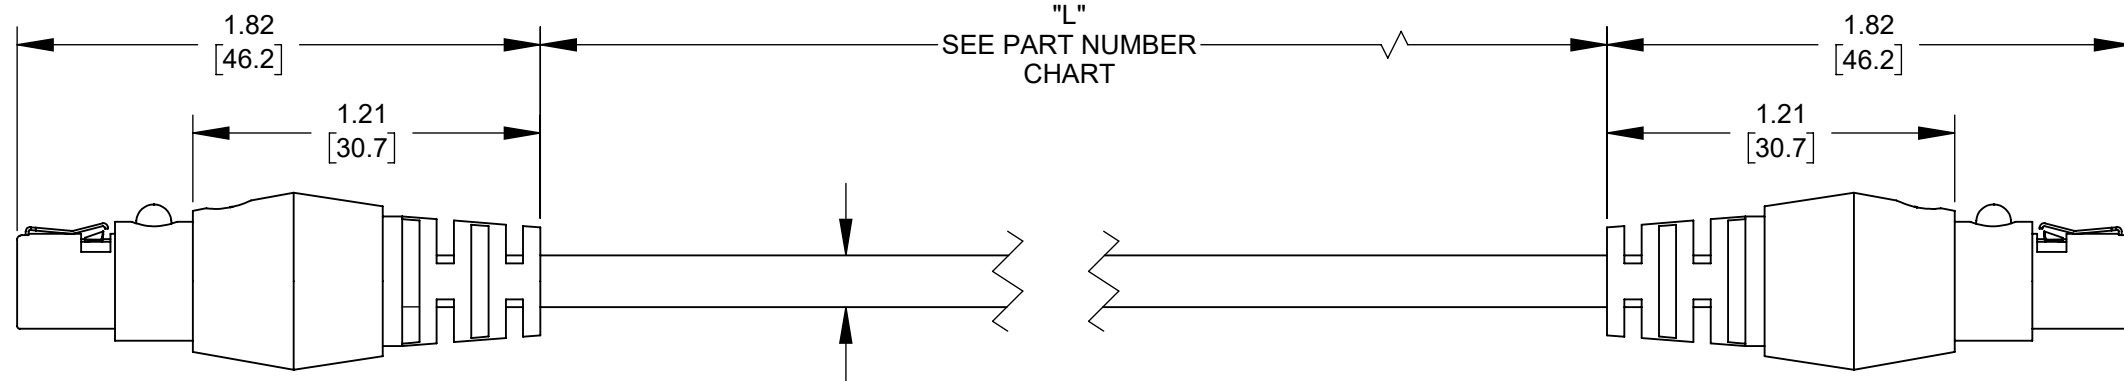 1.82
[46.2]
"L"
SEE PART NUMBER
CHART
1.82
[46.2]
1.21
[30.7]
1.21
[30.7]